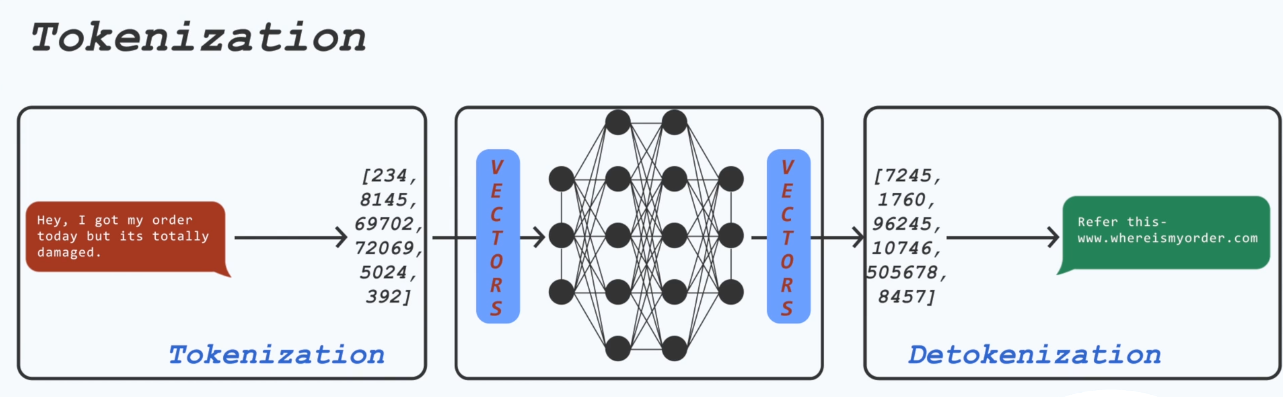 Tokenization
Hey, I got my order
today but its totally
damaged.
[234,
8145,
69702,
72069,
5024,
392]
Tokenization
V
E
C
T
O
R
S
V
E
C
T
O
R
S
[7245,
1760,
96245,
10746,
505678,
8457]
Refer this-
www.whereismyorder.com
Detokenization